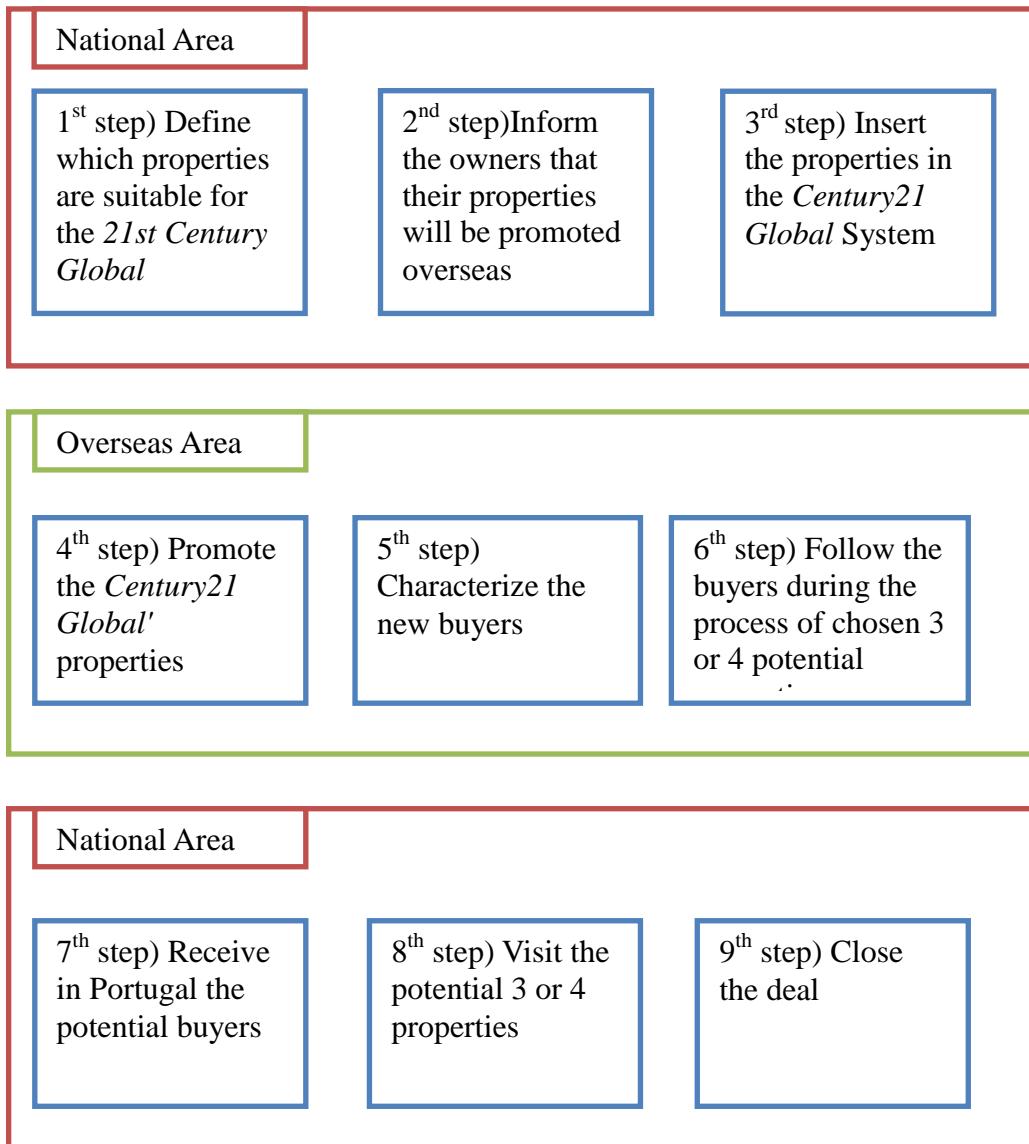 National Area
1st step) Define
which properties
are suitable for
the 21st Century
Global
2nd step)Inform
the owners that
their properties
will be promoted
overseas
3rd step) Insert
the properties in
the Century21
Global System
Overseas Area
4th step) Promote
the Century21
Global'
properties
5th step)
Characterize the
new buyers
6th step) Follow the
buyers during the
process of chosen 3
or 4 potential
National Area
7th step) Receive
in Portugal the
potential buyers
8th step) Visit the
potential 3 or 4
properties
9th step) Close
the deal